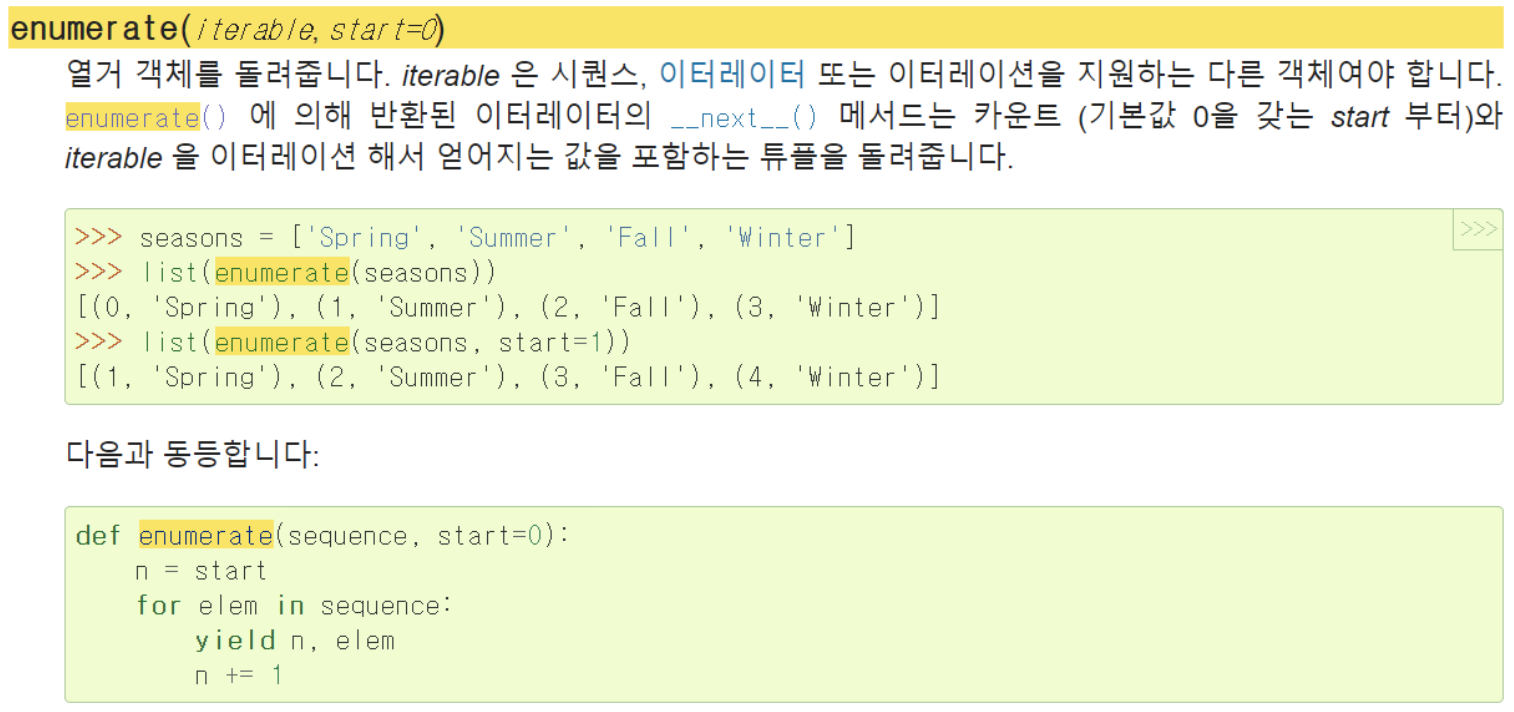 enumerate(iterable, start=0)
열거 객체를 돌려줍니다. iterable 은 시퀀스, 이터레이터 또는 이터레이션을 지원하는 다른 객체여야 합니다.
enumerate() 에 의해 반환된 이터레이터의 __next__() 메서드는 카운트 (기본값 0을 갖는 start 부터)와
iterable 을 이터레이션 해서 얻어지는 값을 포함하는 튜플을 돌려줍니다.
>>> seasons = ['Spring', 'Summer', 'Fall', 'Winter']
>>>
>>> list(enumerate(seasons))
[(0, 'Spring'), (1, 'Summer'), (2, 'Fall'), (3, 'Winter')]
>>> list(enumerate(seasons, start=1))
[(1, 'Spring'), (2, 'Summer'), (3, 'Fall'), (4, 'Winter')]
다음과 동등합니다:
def enumerate(sequence, start=0):
    n = start
    for elem in sequence:
        yield n, elem
        n += 1